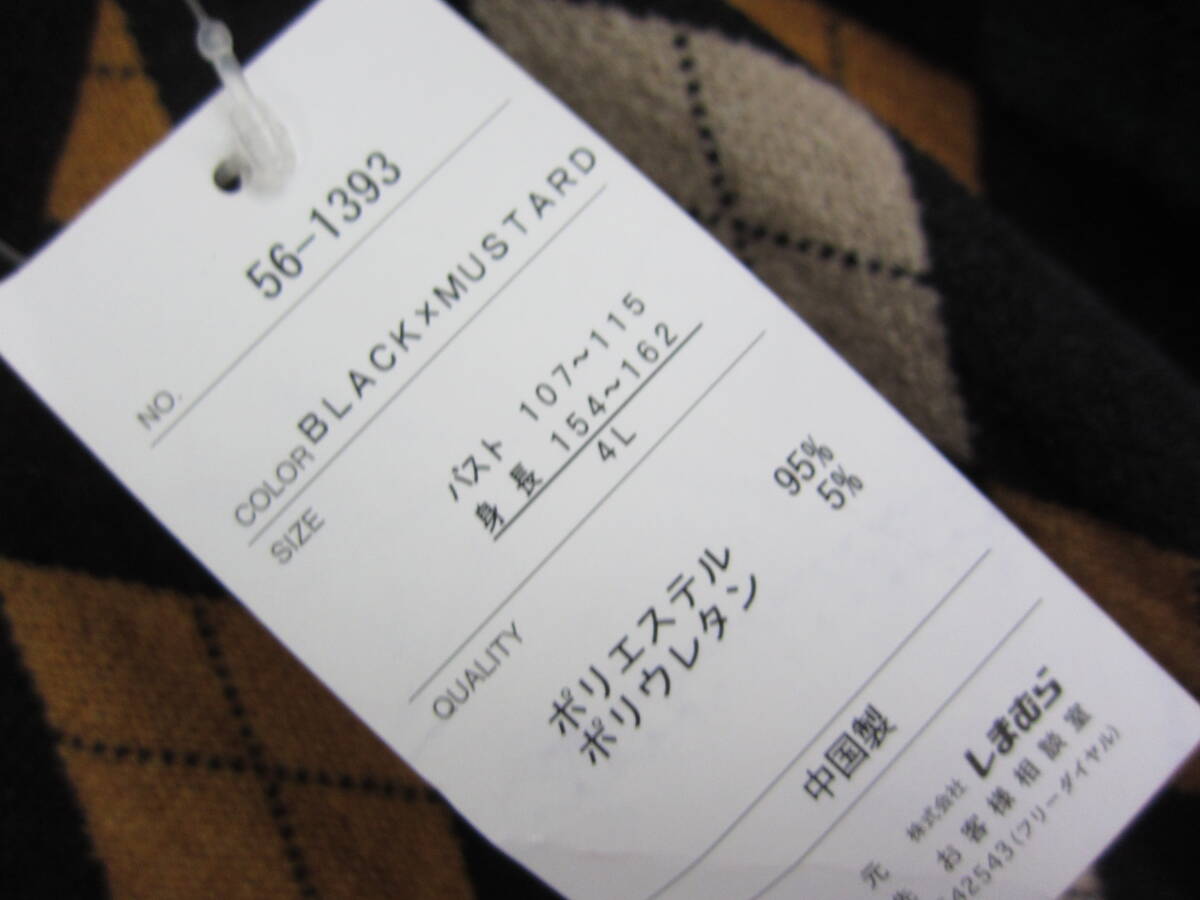 NO. 56-1393
COLOR BLACK×MUSTARD
SIZE
バスト 107～115
身長 154～162
4L
QUALITY
ポリエステル 95%
ポリウレタン 5%
中国製
元 株式会社 しまむら
お客様相談室
42543(フリーダイヤル)